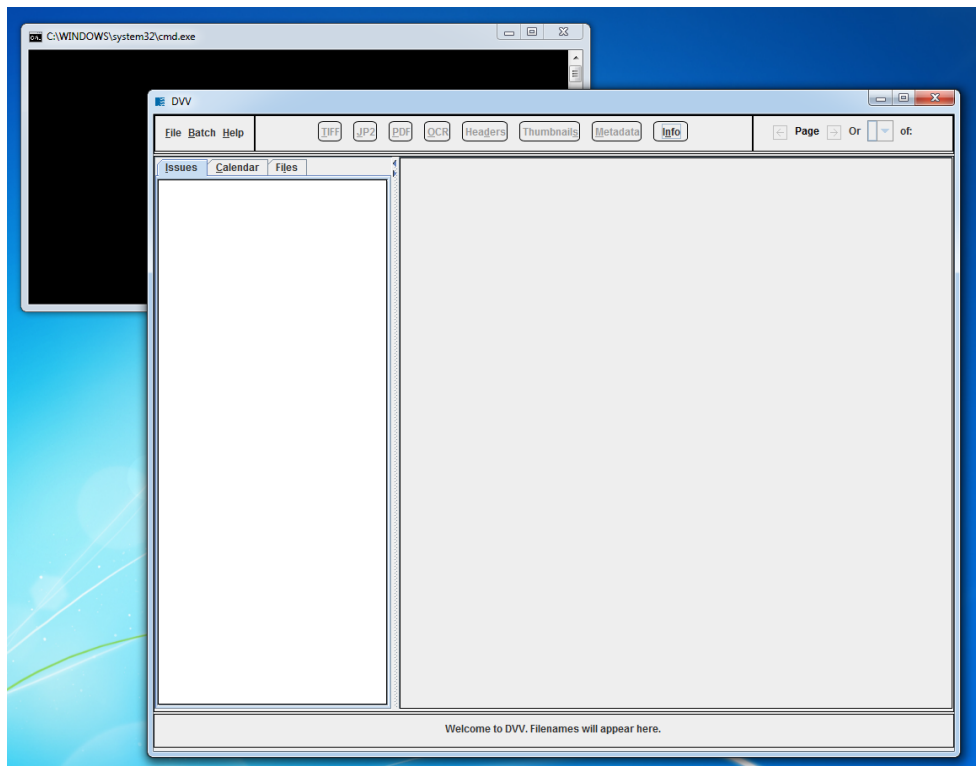 C:\WINDOWS\system32\cmd.exe
DVV
File Batch Help TIFF JP2 PDF OCR Headers Thumbnails Metadata Info Page Or of:
Issues Calendar Files
Welcome to DVV. Filenames will appear here.